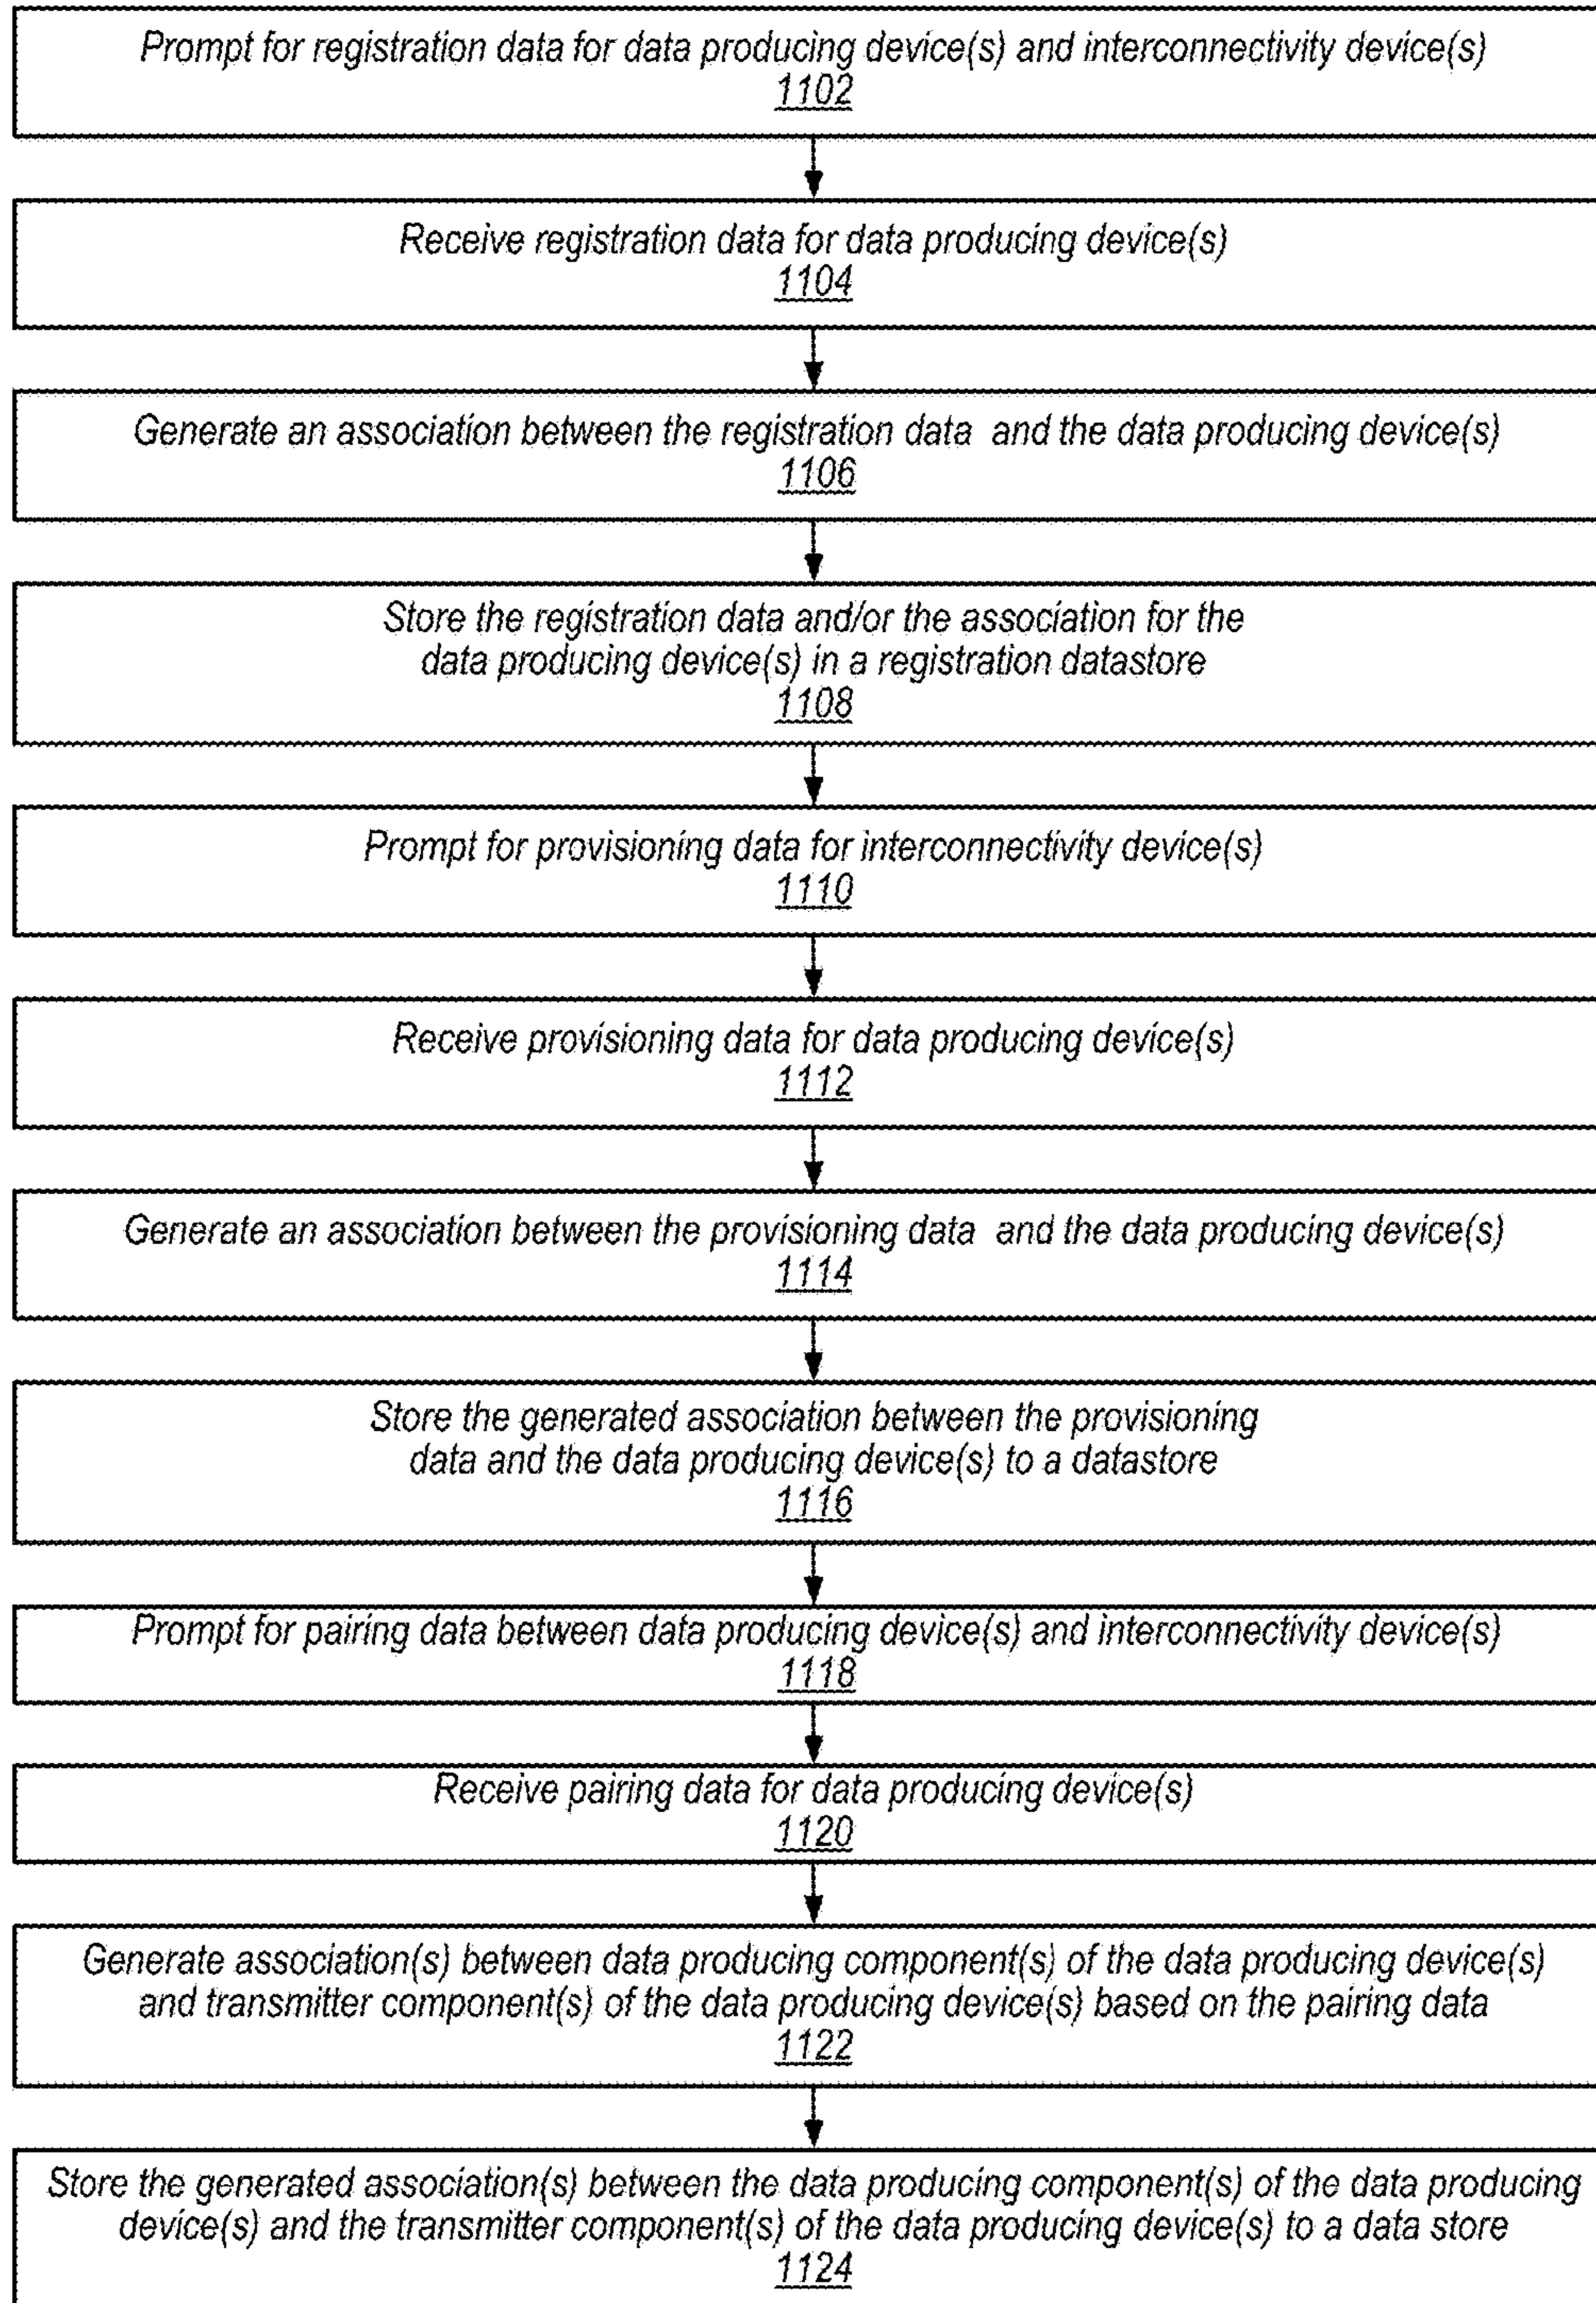 Prompt for registration data for data producing device(s) and interconnectivity device(s)
1102
Receive registration data for data producing device(s)
1104
Generate an association between the registration data and the data producing device(s)
1106
Store the registration data and/or the association for the
data producing device(s) in a registration datastore
1108
Prompt for provisioning data for interconnectivity device(s)
1110
Receive provisioning data for data producing device(s)
1112
Generate an association between the provisioning data and the data producing device(s)
1114
Store the generated association between the provisioning
data and the data producing device(s) to a datastore
1116
Prompt for pairing data between data producing device(s) and interconnectivity device(s)
1118
Receive pairing data for data producing device(s)
1120
Generate association(s) between data producing component(s) of the data producing device(s)
and transmitter component(s) of the data producing device(s) based on the pairing data
1122
Store the generated association(s) between the data producing component(s) of the data producing
device(s) and the transmitter component(s) of the data producing device(s) to a data store
1124